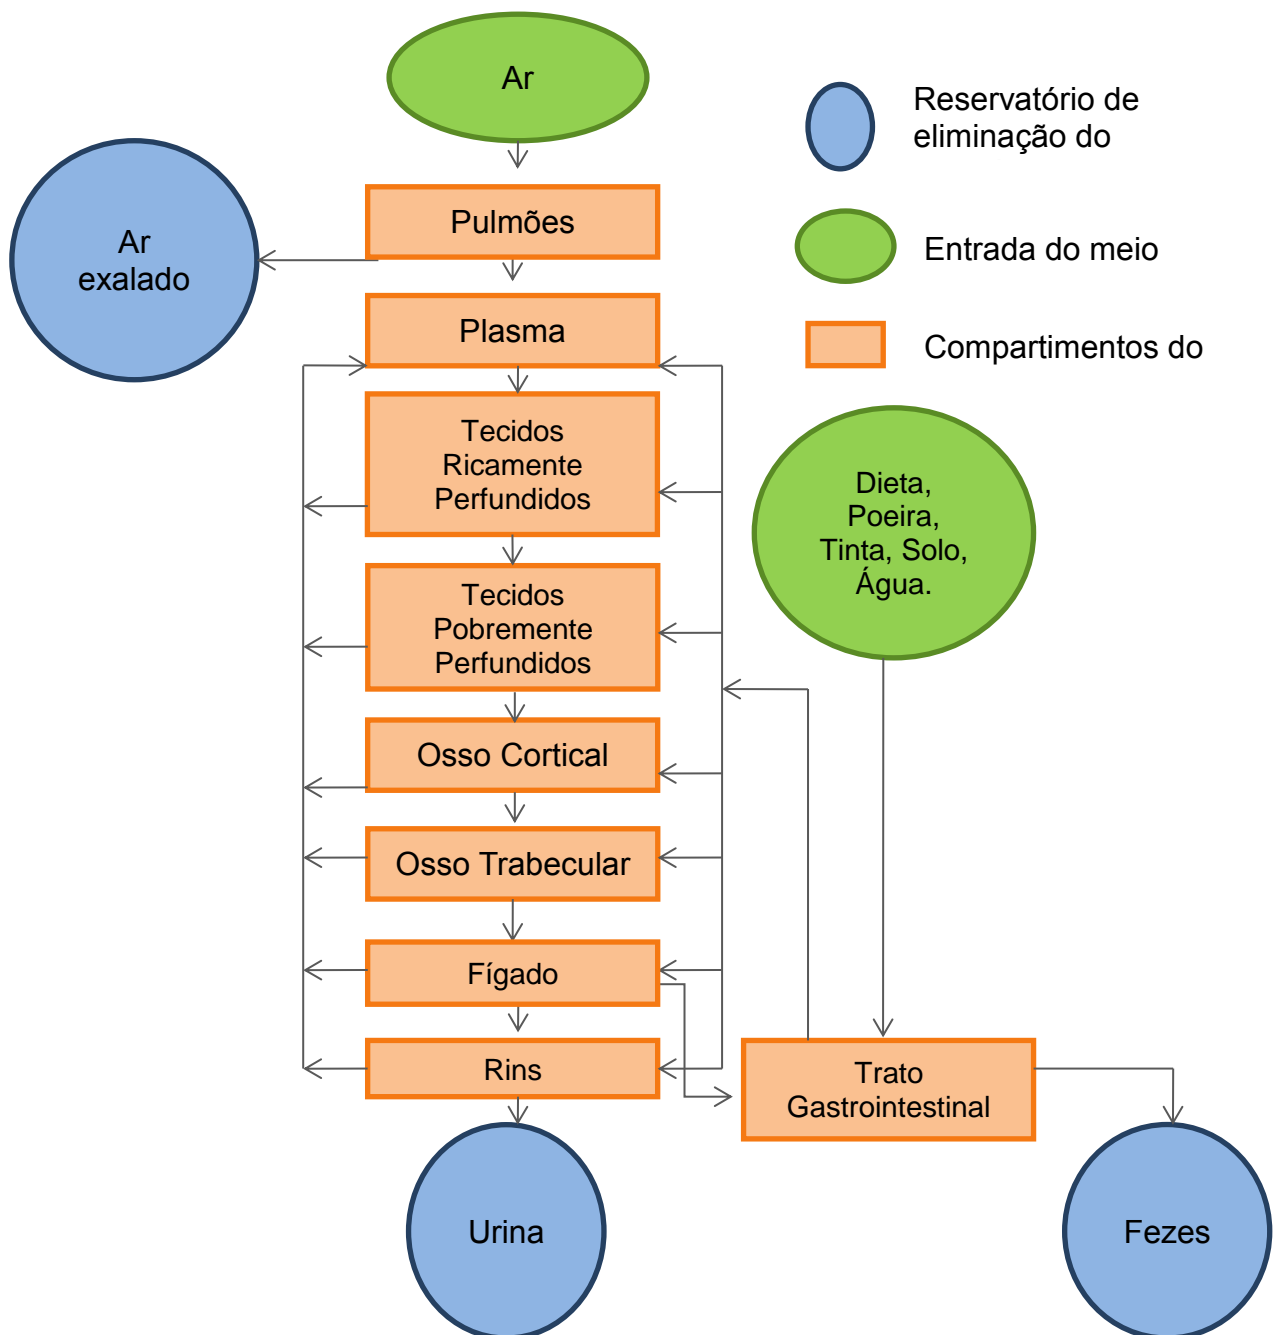 Ar
Reservatório de
eliminação do
Ar
exalado
Pulmões
Entrada do meio
Plasma
Compartimentos do
Tecidos
Ricamente
Perfundidos
Dieta,
Poeira,
Tinta, Solo,
Água.
Tecidos
Pobremente
Perfundidos
Osso Cortical
Osso Trabecular
Fígado
Rins
Trato
Gastrointestinal
Urina
Fezes